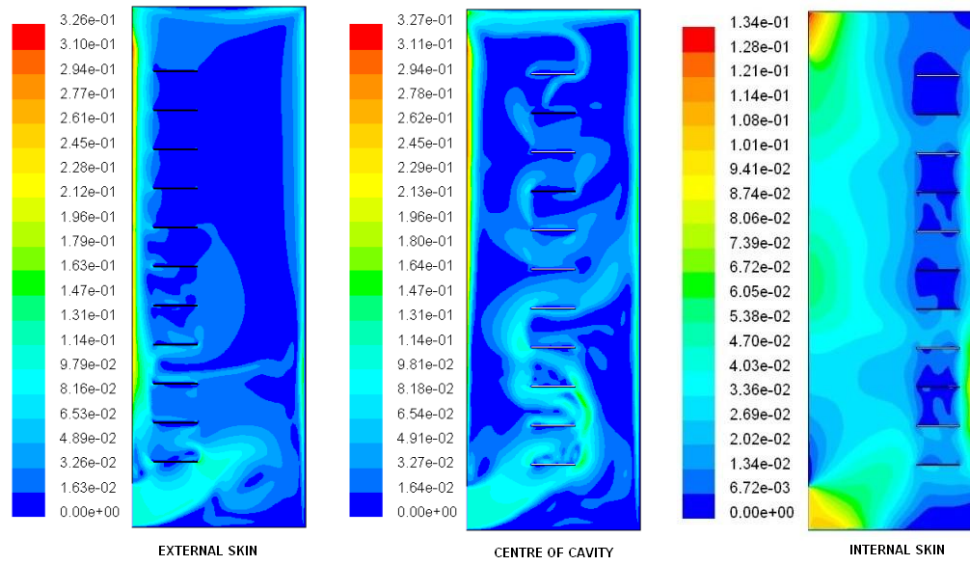 3.26e-01
3.10e-01
2.94e-01
2.77e-01
2.61e-01
2.45e-01
2.28e-01
2.12e-01
1.96e-01
1.79e-01
1.63e-01
1.47e-01
1.31e-01
1.14e-01
9.79e-02
8.16e-02
6.53e-02
4.89e-02
3.26e-02
1.63e-02
0.00e+00
EXTERNAL SKIN
3.27e-01
3.11e-01
2.94e-01
2.78e-01
2.62e-01
2.45e-01
2.29e-01
2.13e-01
1.96e-01
1.80e-01
1.64e-01
1.47e-01
1.31e-01
1.14e-01
9.81e-02
8.18e-02
6.54e-02
4.91e-02
3.27e-02
1.64e-02
0.00e+00
CENTRE OF CAVITY
1.34e-01
1.28e-01
1.21e-01
1.14e-01
1.08e-01
1.01e-01
9.41e-02
8.74e-02
8.06e-02
7.39e-02
6.72e-02
6.05e-02
5.38e-02
4.70e-02
4.03e-02
3.36e-02
2.69e-02
2.02e-02
1.34e-02
6.72e-03
0.00e+00
INTERNAL SKIN